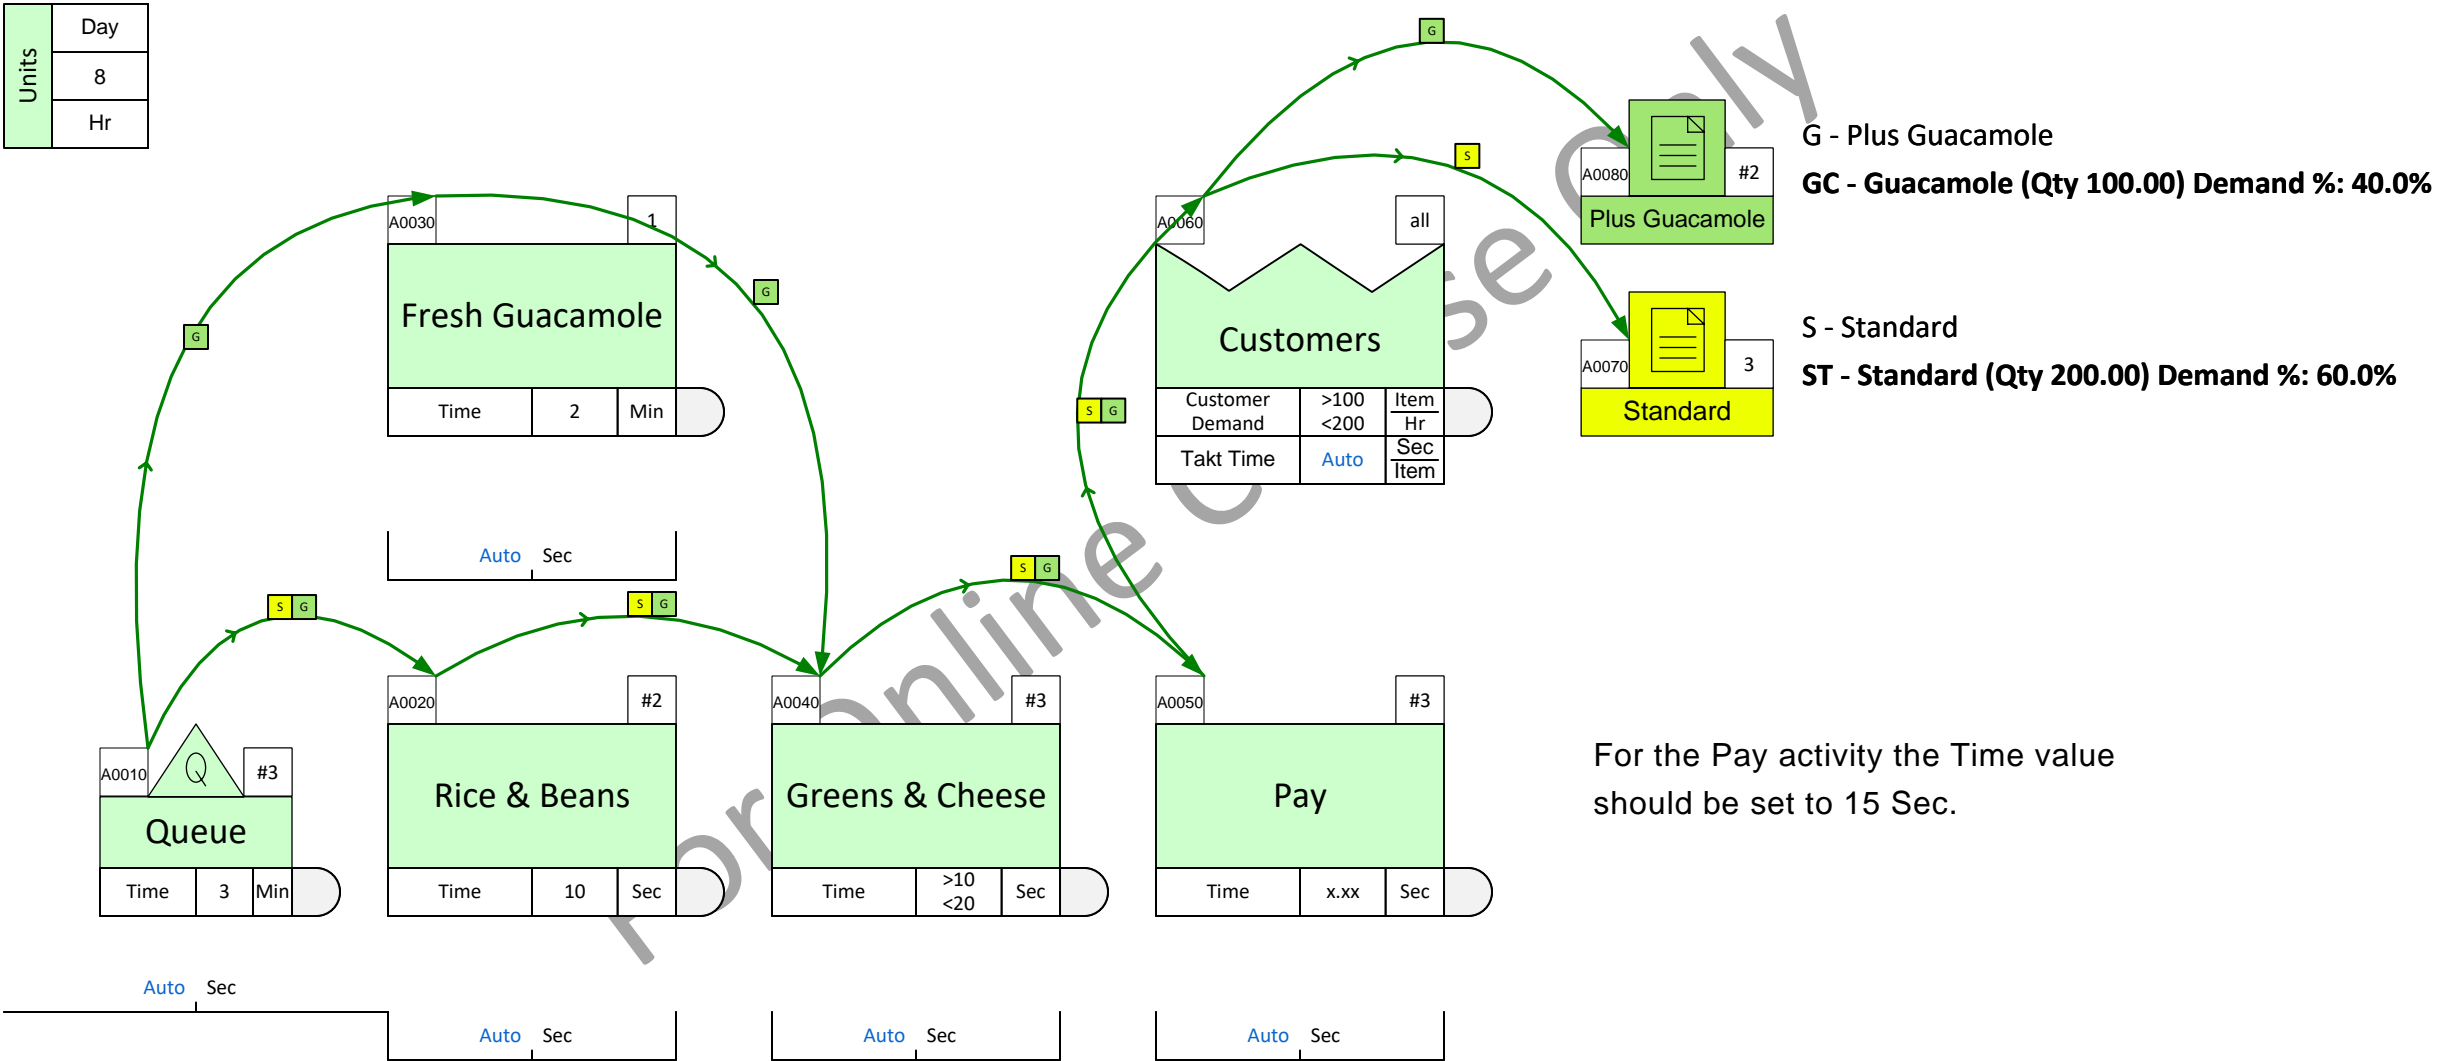 Units
Day
8
Hr
G
A0080
#2
Plus Guacamole
G - Plus Guacamole
GC - Guacamole (Qty 100.00) Demand %: 40.0%
S
A0070
3
Standard
S - Standard
ST - Standard (Qty 200.00) Demand %: 60.0%
A0030
1
Fresh Guacamole
Time 2 Min
Auto Sec
G
G
A0060
all
Customers
Customer Demand >100 <200 Item Hr
Takt Time Auto Sec Item
S G
S G
S G
S G
A0010
Q
#3
Queue
Time 3 Min
Auto Sec
A0020
#2
Rice & Beans
Time 10 Sec
Auto Sec
A0040
#3
Greens & Cheese
Time >10 <20 Sec
Auto Sec
A0050
#3
Pay
Time x.xx Sec
Auto Sec
For the Pay activity the Time value
should be set to 15 Sec.